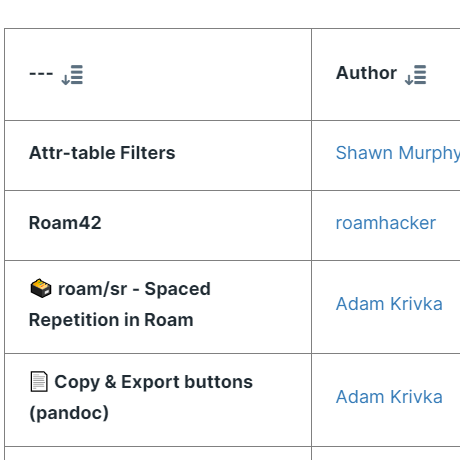 ---
Author
Attr-table Filters
Shawn Murphy
Roam42
roamhacker
roam/sr - Spaced
Repetition in Roam
Adam Krivka
Copy & Export buttons
(pandoc)
Adam Krivka